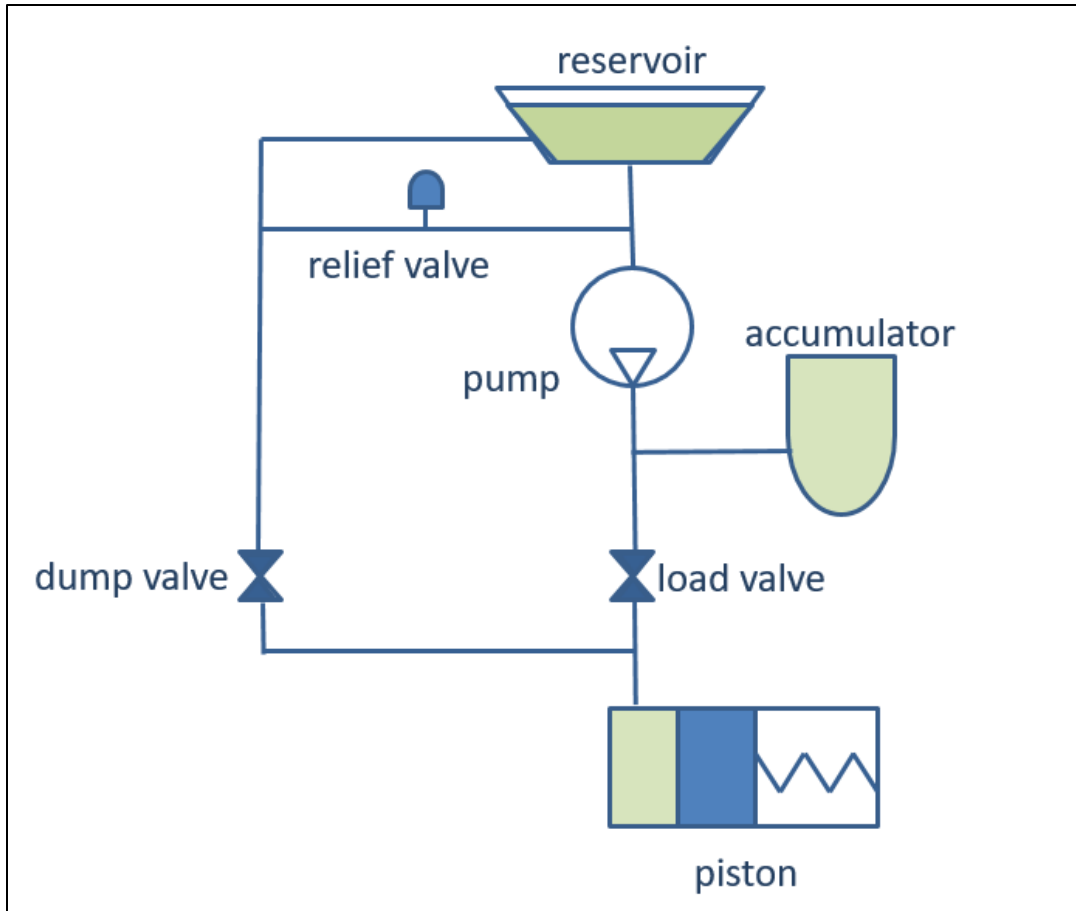 reservoir
relief valve
accumulator
pump
dump valve
load valve
piston